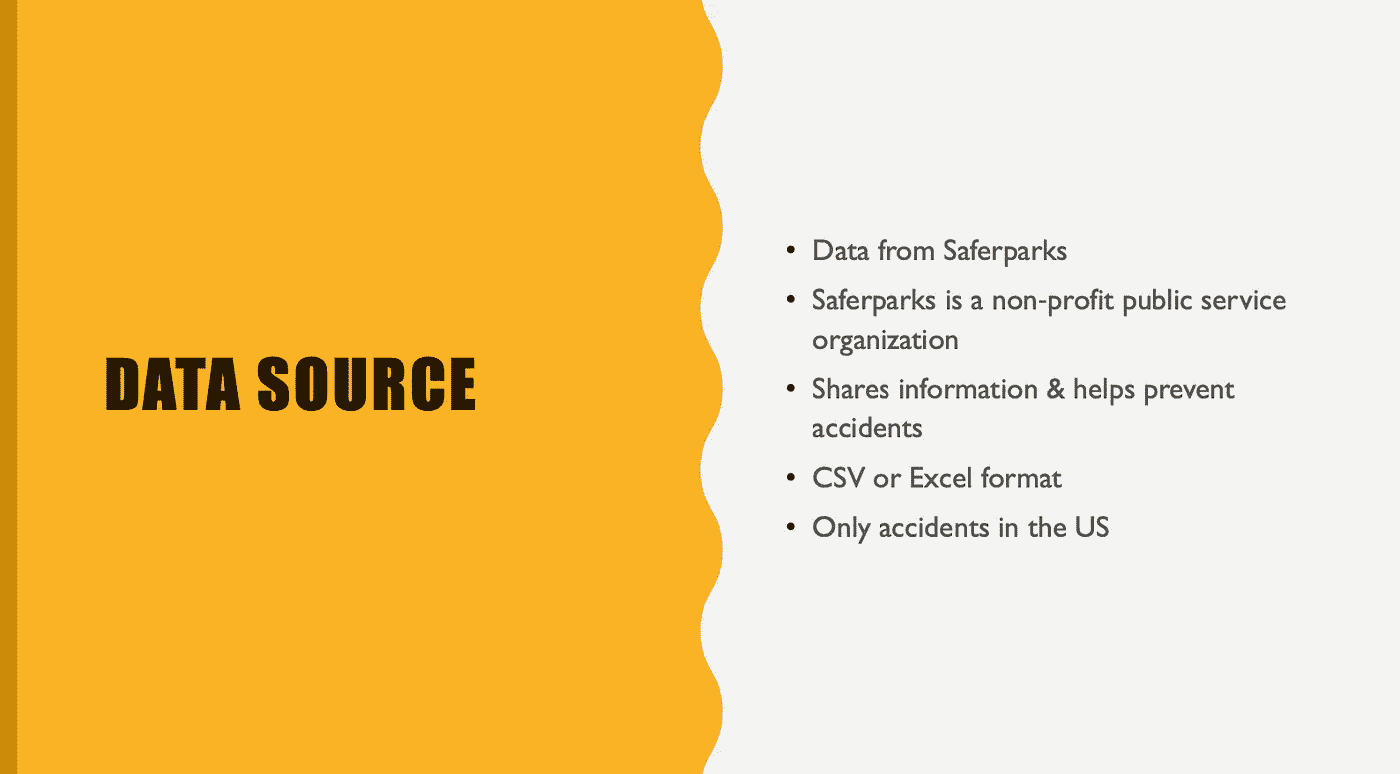 DATA SOURCE
• Data from Saferparks
• Saferparks is a non-profit public service
organization
• Shares information & helps prevent
accidents
• CSV or Excel format
• Only accidents in the US